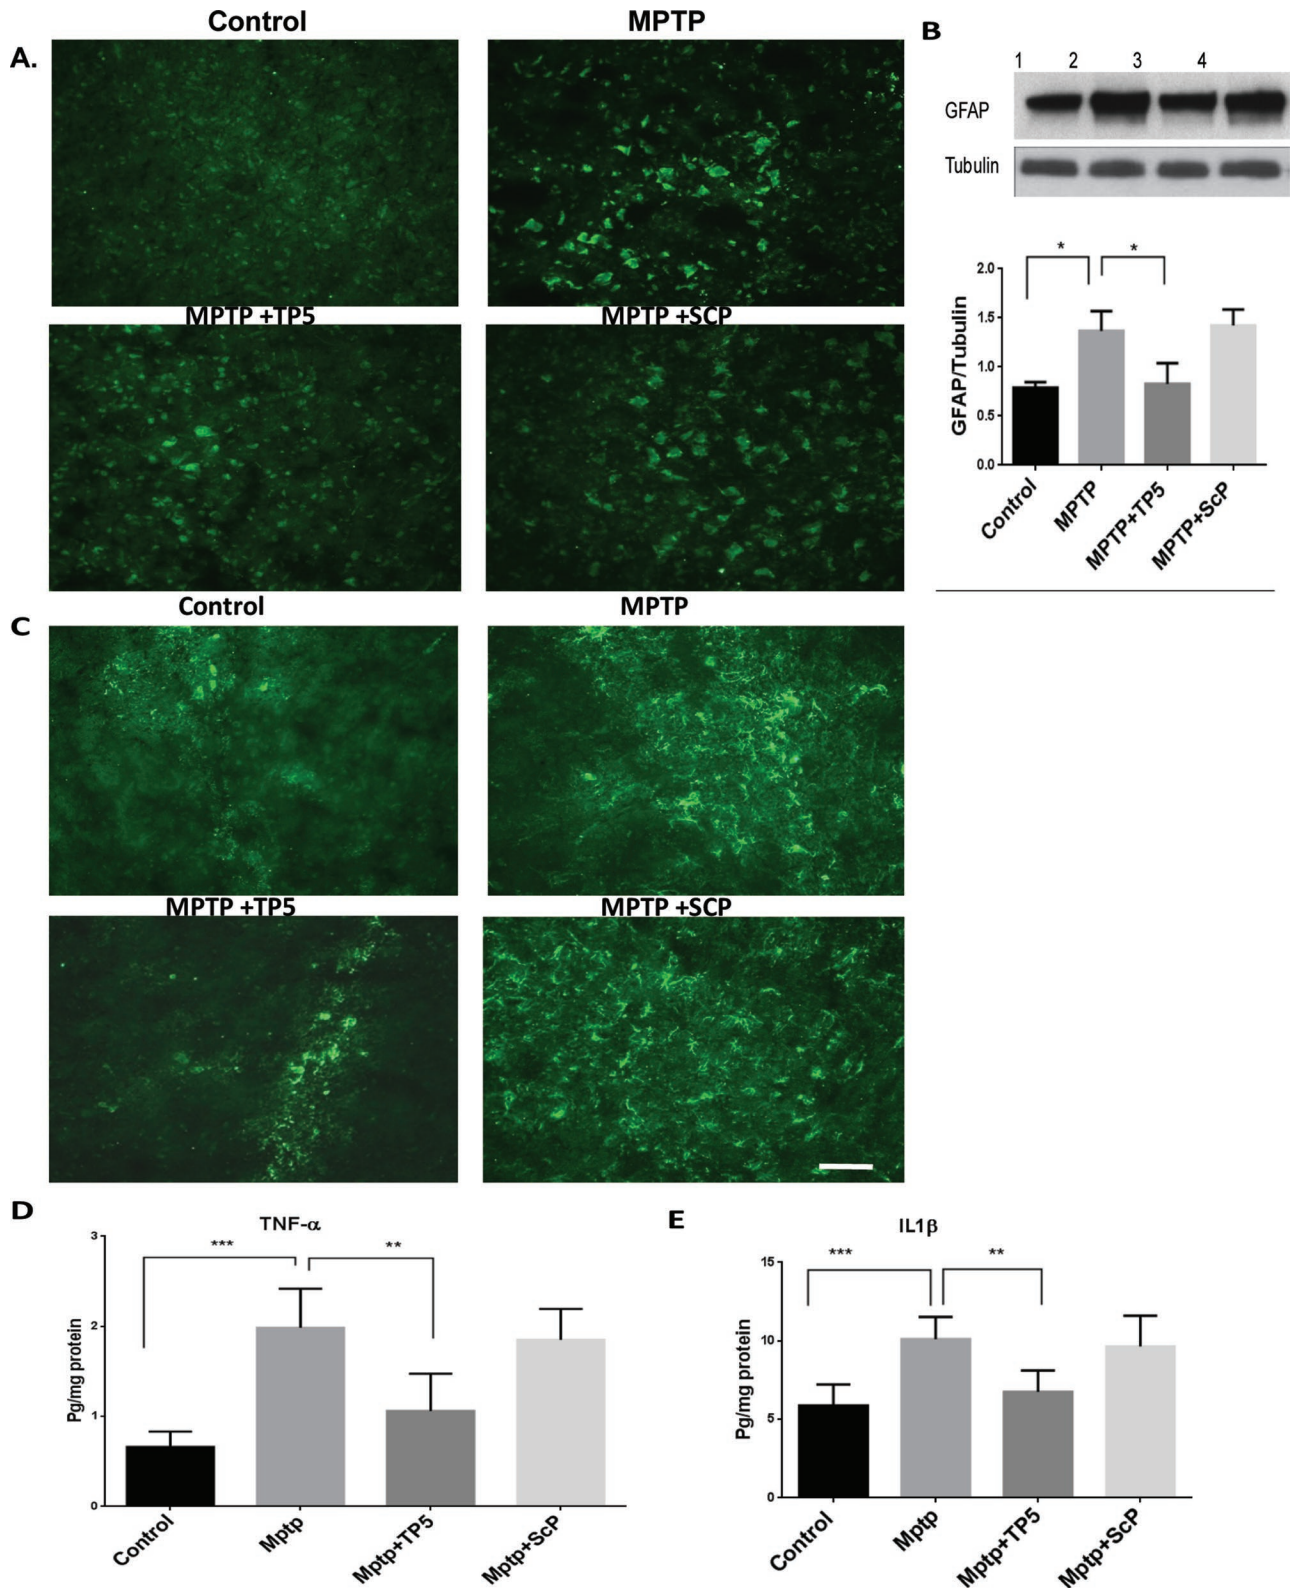 Control
MPTP
A.
MPTP +TP5
MPTP +SCP
B
1 2 3 4
GFAP
Tubulin
* *
2.0
1.5
1.0
0.5
0.0
GFAP/Tubulin
Control
MPTP
MPTP+TP5
MPTP+ScP
Control
MPTP
C
MPTP +TP5
MPTP +SCP
D
TNF-α
*** **
3
2
1
0
Pg/mg protein
Control
Mptp
Mptp+TP5
Mptp+ScP
E
IL1β
*** **
15
10
5
0
Pg/mg protein
Control
Mptp
Mptp+TP5
Mptp+ScP